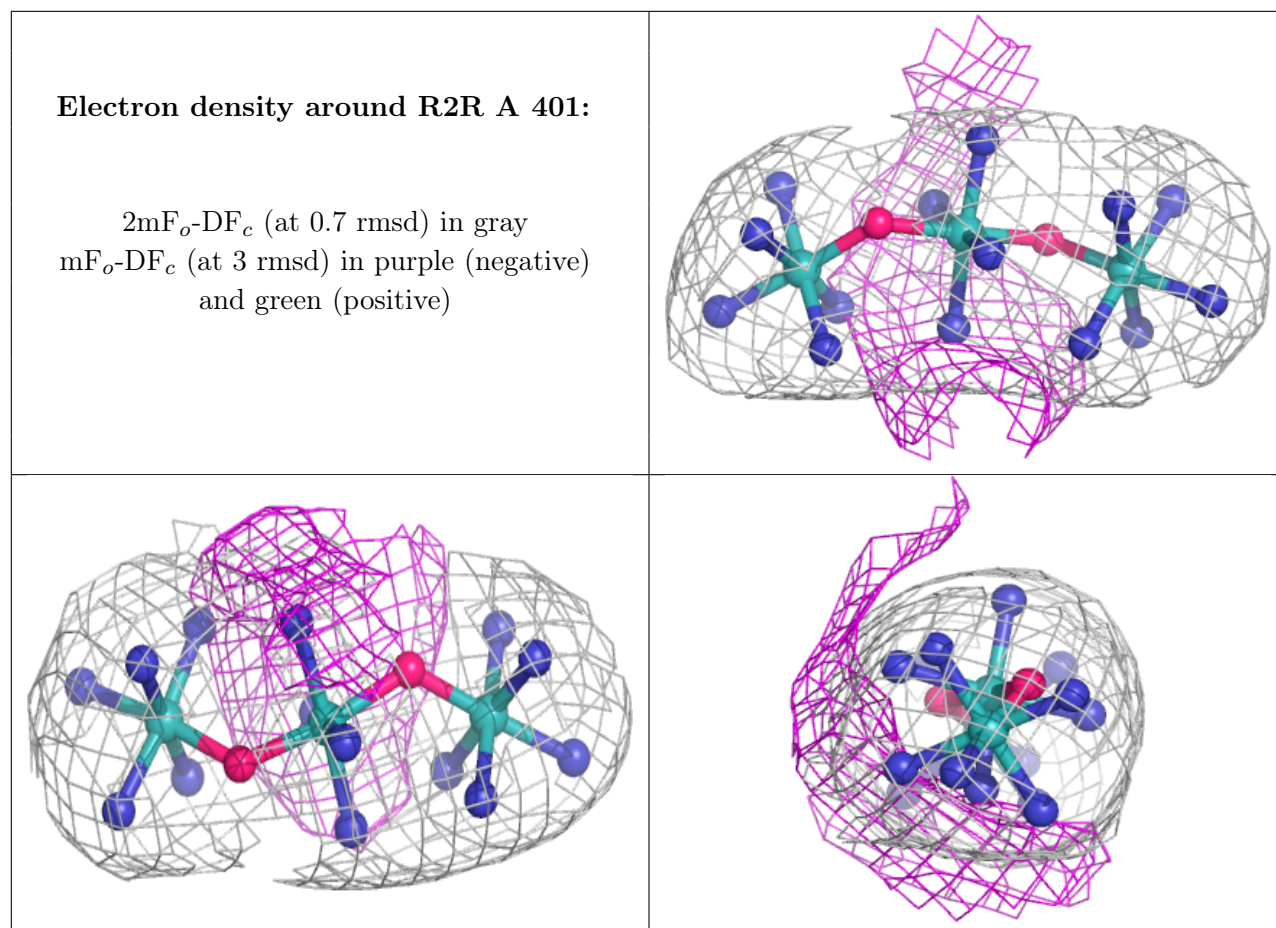 Electron density around R2R A 401:
2mFₒ-DF𝒸 (at 0.7 rmsd) in gray
mFₒ-DF𝒸 (at 3 rmsd) in purple (negative)
and green (positive)